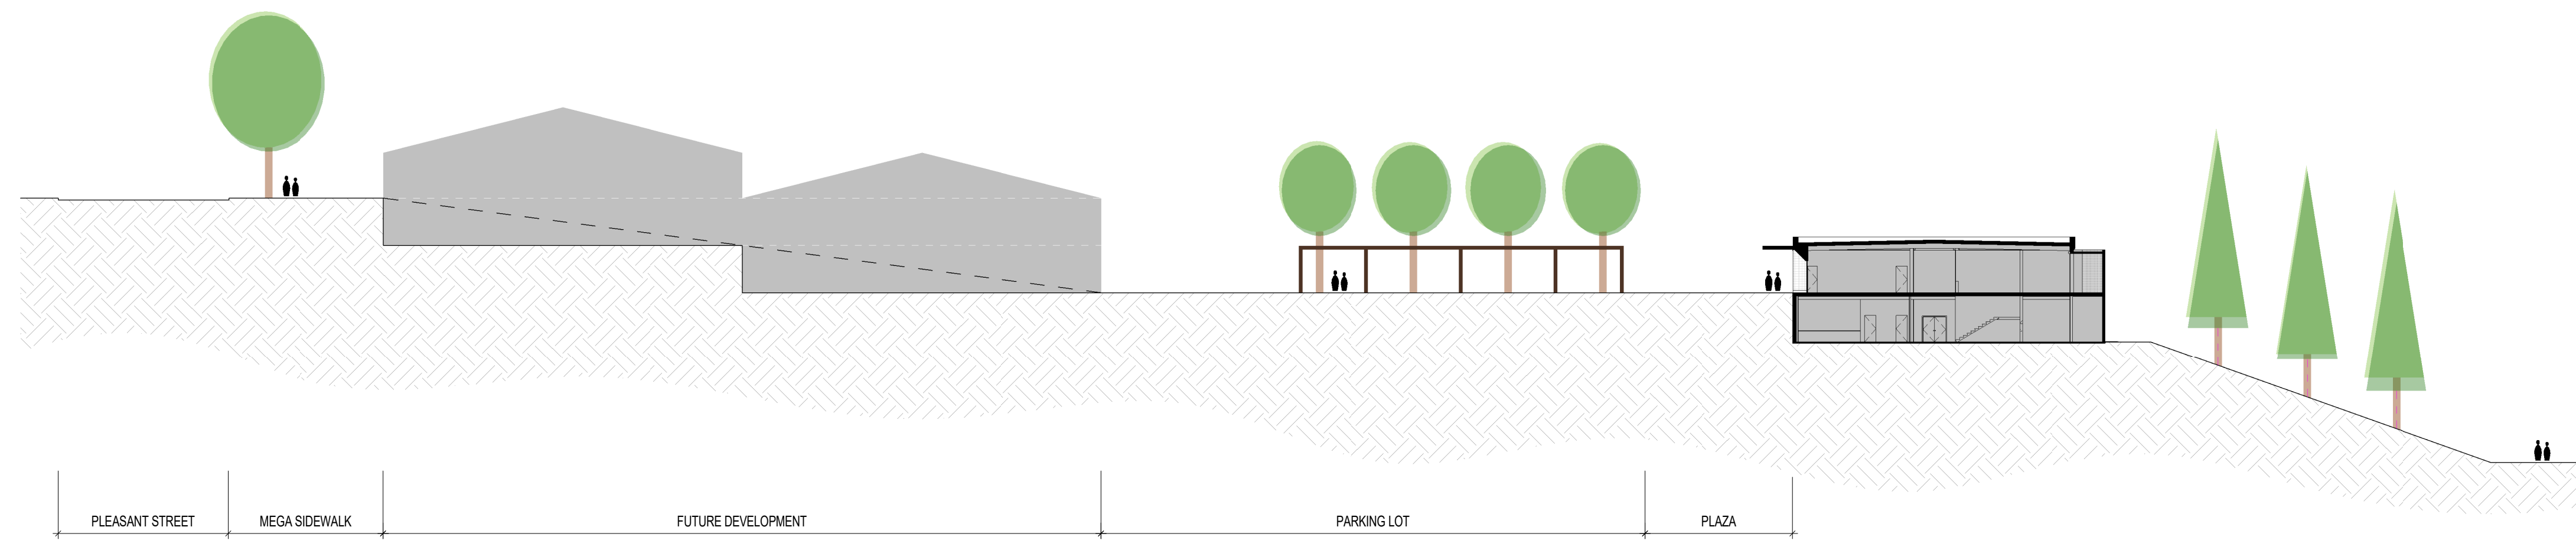 PLEASANT STREET
MEGA SIDEWALK
FUTURE DEVELOPMENT
PARKING LOT
PLAZA